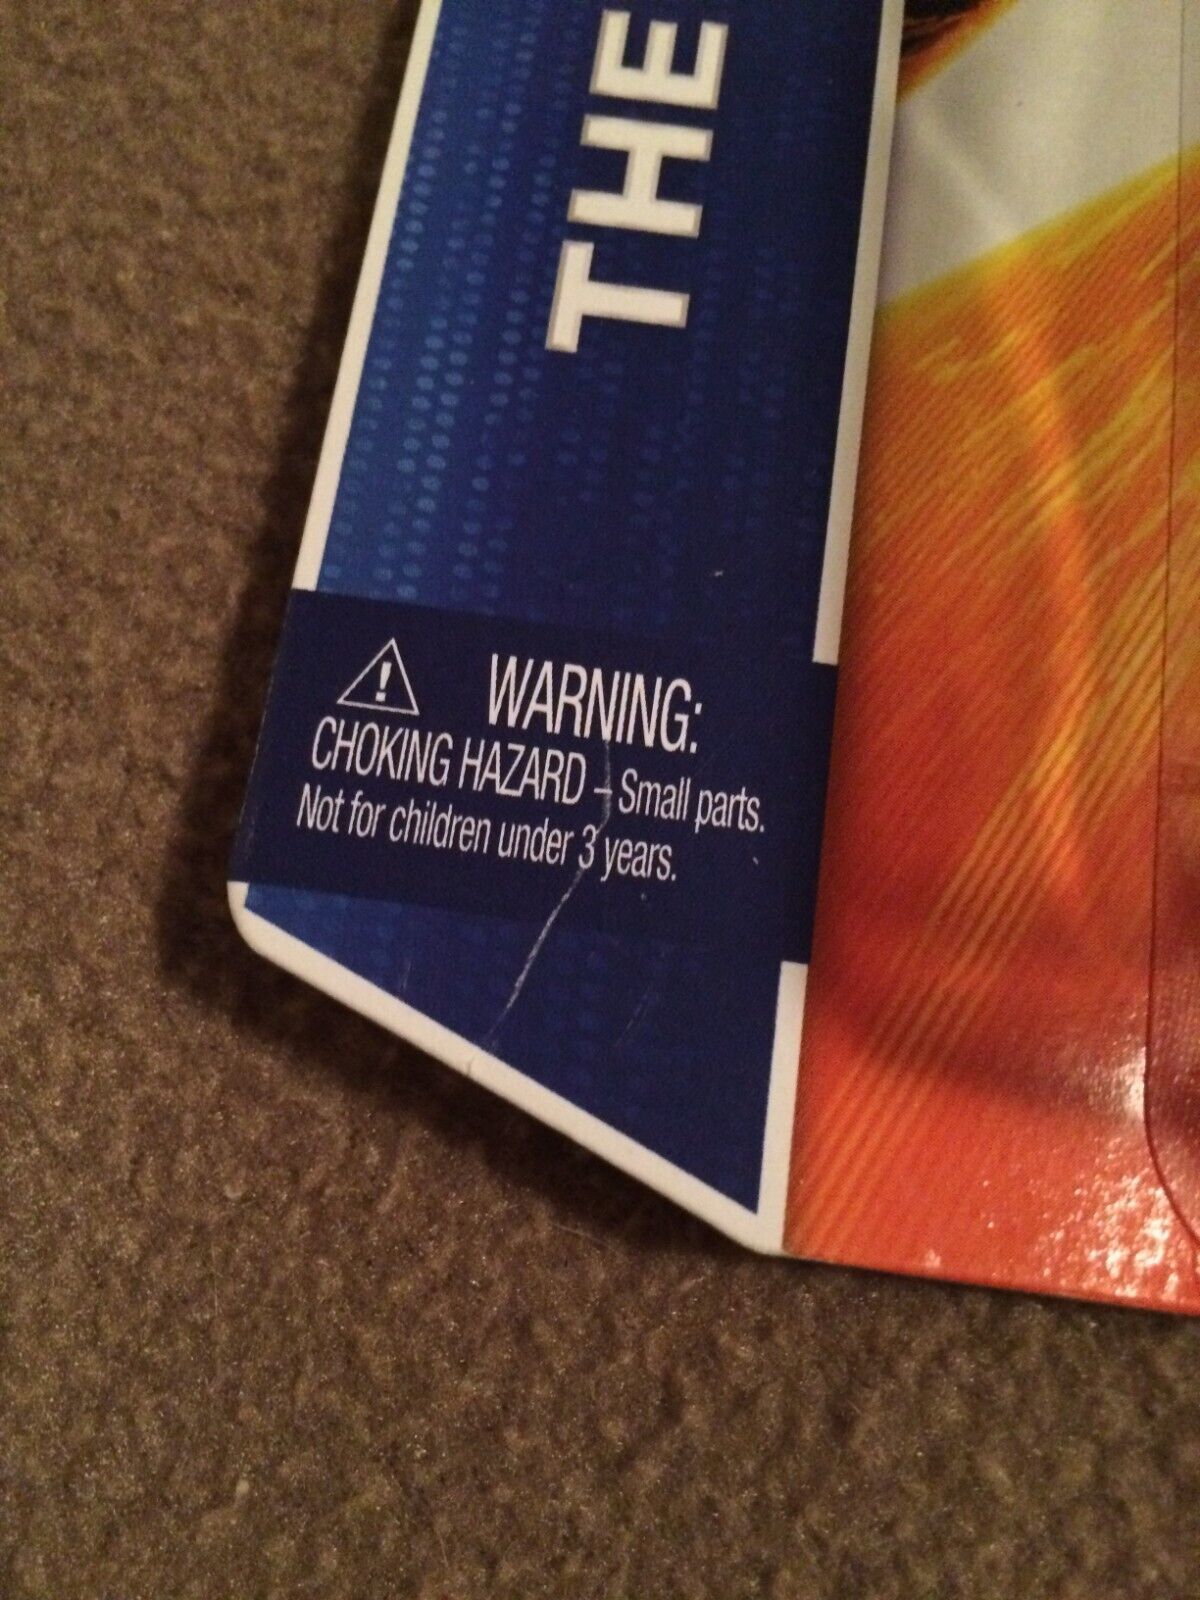 THE
WARNING:
CHOKING HAZARD – Small parts.
Not for children under 3 years.